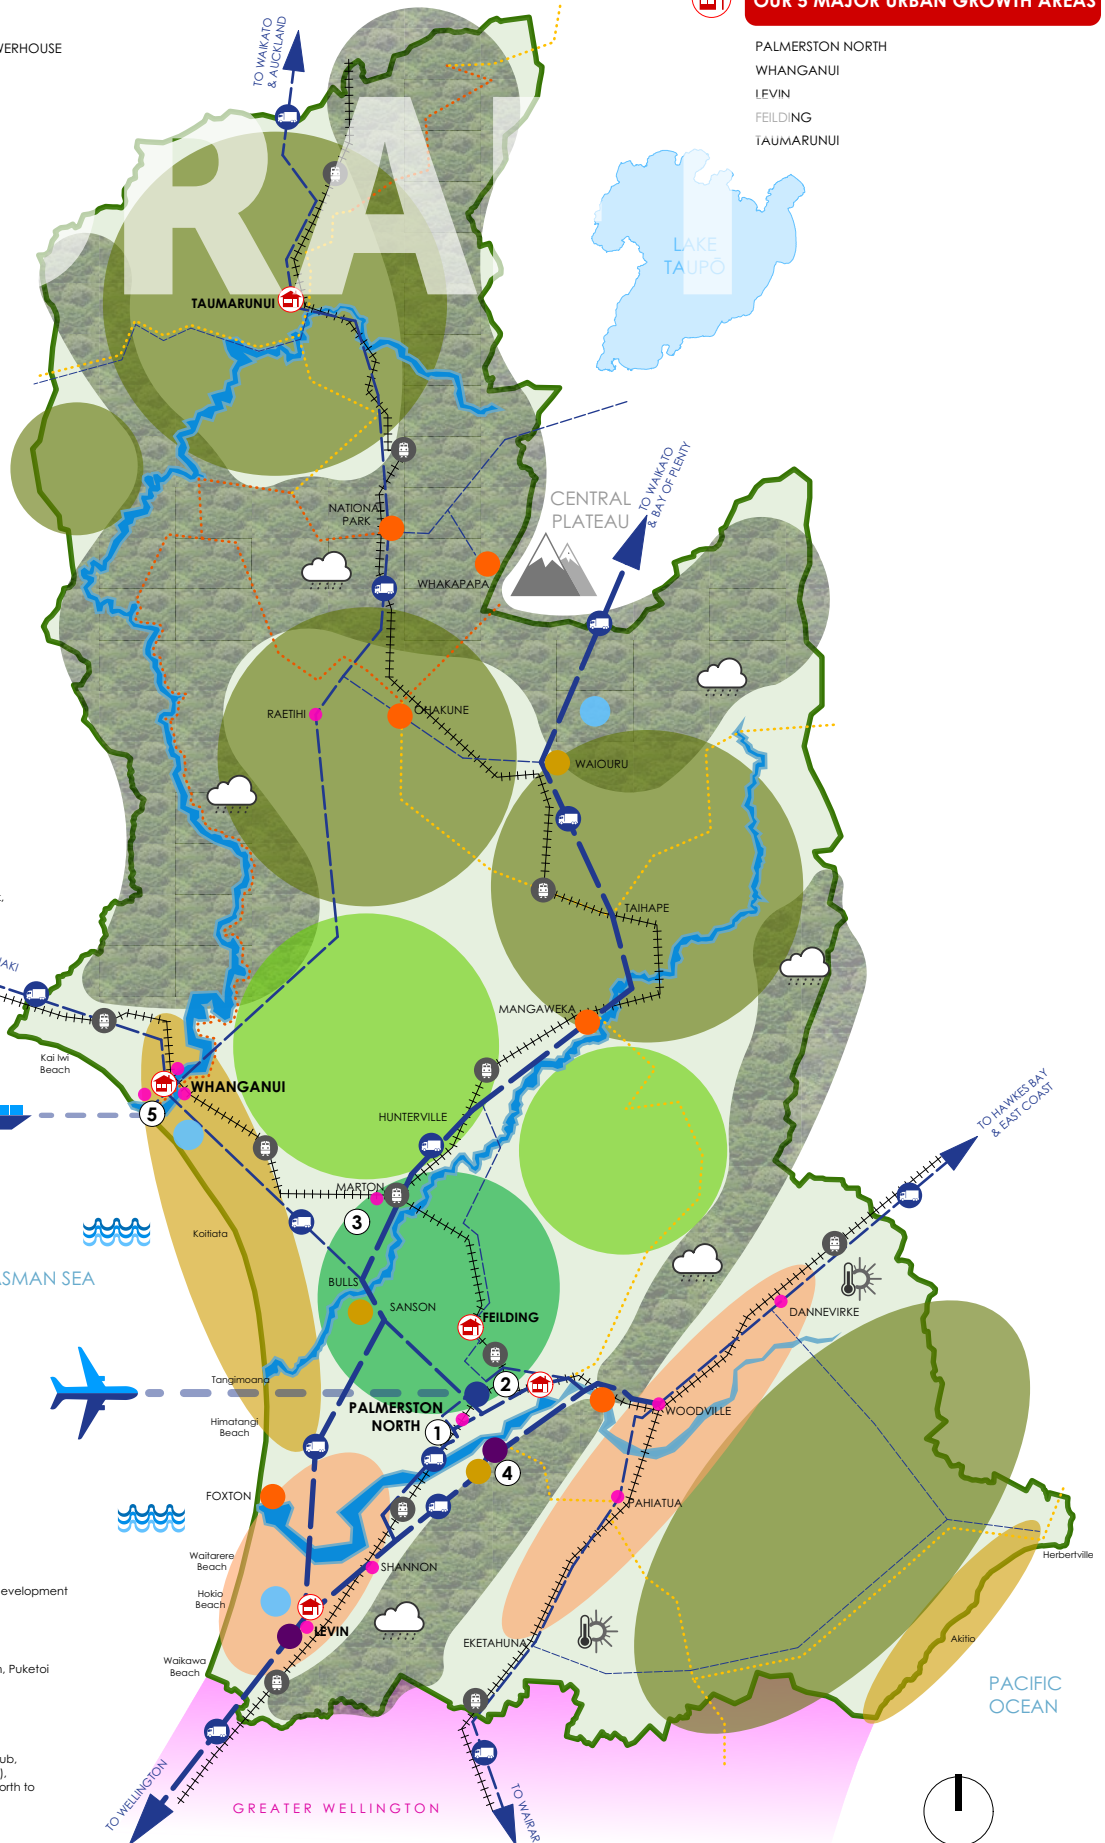 OUR 5 MAJOR URBAN GROWTH AREAS
WERHOUSE
PALMERSTON NORTH
WHANGANUI
LEVIN
FEILDING
TAUMARUNUI
TO WAIKATO
& AUCKLAND
RA
LAKE
TAUPŌ
TAUMARUNUI
CENTRAL
PLATEAU
TO WAIKATO
& BAY OF PLENTY
NATIONAL
PARK
WHAKAPAPA
RAETIHI
OHAKUNE
WAIOURU
TAIHAPE
AKI
MANGAWEKA
Kai Iwi
Beach
WHANGANUI
5
HUNTERVILLE
TO HAWKES BAY
& EAST COAST
MARTON
3
Koitiata
ASMAN SEA
BULLS
SANSON
FEILDING
DANNEVIRKE
Tangimoana
2
PALMERSTON
NORTH
1
Himatangi
Beach
WOODVILLE
4
FOXTON
PAHIATUA
Waitarere
Beach
SHANNON
Herbertville
evelopment
Hokio
Beach
LEVIN
EKETAHUNA
Akitio
Waikawa
Beach
n, Puketoi
PACIFIC
OCEAN
ub,
),
orth to
TO WELLINGTON
GREATER WELLINGTON
TO WAIRAR